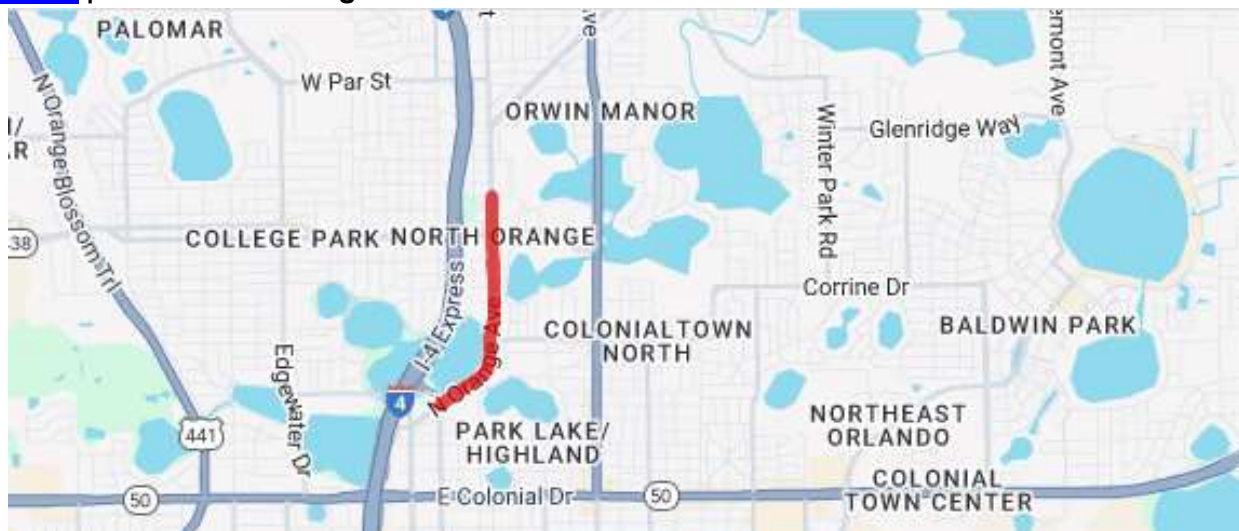 PALOMAR
W Par St
ORWIN MANOR
Glenridge Way
Winter Park Rd
N Orange Blossom Trl
38
COLLEGE PARK
NORTH ORANGE
I-4 Express
N Orange Ave
Corrine Dr
COLONIALTOWN
NORTH
BALDWIN PARK
Edgewater Dr
4
441
PARK LAKE/
HIGHLAND
NORTHEAST
ORLANDO
COLONIAL
TOWN CENTER
50
E Colonial Dr
50